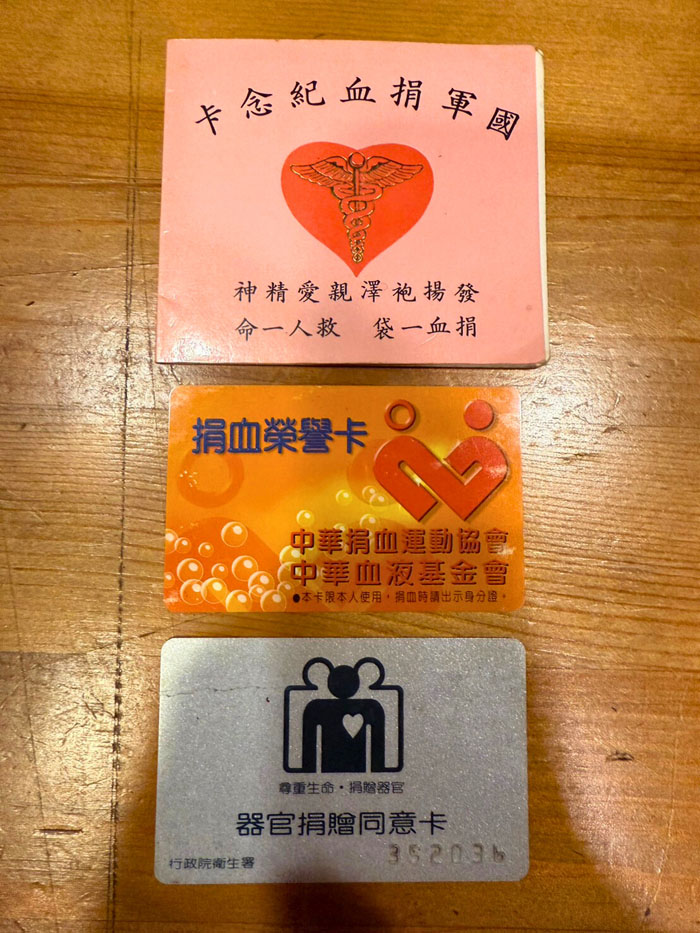 國軍捐血紀念卡
發揚袍澤親愛精神
捐血一袋 救人一命
捐血榮譽卡
中華捐血運動協會
中華血液基金會
●本卡限本人使用，捐血時請出示身分證。
尊重生命・捐贈器官
器官捐贈同意卡
行政院衛生署
352036